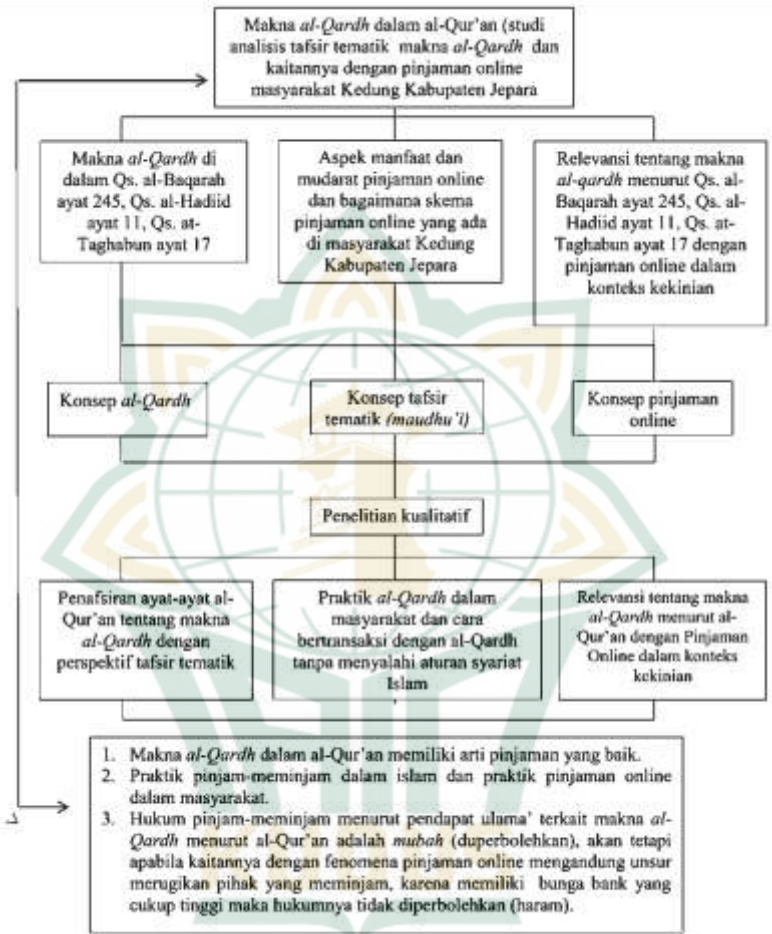 Makna al-Qardh dalam al-Qur'an (studi
analisis tafsir tematik makna al-Qardh dan
kaitannya dengan pinjaman online
masyarakat Kedung Kabupaten Jepara
Makna al-Qardh di
dalam Qs. al-Baqarah
ayat 245, Qs. al-Hadiid
ayat 11, Qs. at-
Taghabun ayat 17
Aspek manfaat dan
mudarat pinjaman online
dan bagaimana skema
pinjaman online yang ada
di masyarakat Kedung
Kabupaten Jepara
Relevansi tentang makna
al-qardh menurut Qs. al-
Baqarah ayat 245, Qs. al-
Hadiid ayat 11, Qs. at-
Taghabun ayat 17 dengan
pinjaman online dalam
konteks kekinian
Konsep al-Qardh
Konsep tafsir
tematik (maudhu'i)
Konsep pinjaman
online
Penelitian kualitatif
Penafsiran ayat-ayat al-
Qur'an tentang makna
al-Qardh dengan
perspektif tafsir tematik
Praktik al-Qardh dalam
masyarakat dan cara
bertransaksi dengan al-Qardh
tanpa menyalahi aturan syariat
Islam
Relevansi tentang makna
al-Qardh menurut al-
Qur'an dengan Pinjaman
Online dalam konteks
kekinian
1. Makna al-Qardh dalam al-Qur'an memiliki arti pinjaman yang baik.
2. Praktik pinjam-meminjam dalam islam dan praktik pinjaman online
dalam masyarakat.
3. Hukum pinjam-meminjam menurut pendapat ulama' terkait makna al-
Qardh menurut al-Qur'an adalah mubah (duperbolehkan), akan tetapi
apabila kaitannya dengan fenomena pinjaman online mengandung unsur
merugikan pihak yang meminjam, karena memiliki bunga bank yang
cukup tinggi maka hukumnya tidak diperbolehkan (haram).